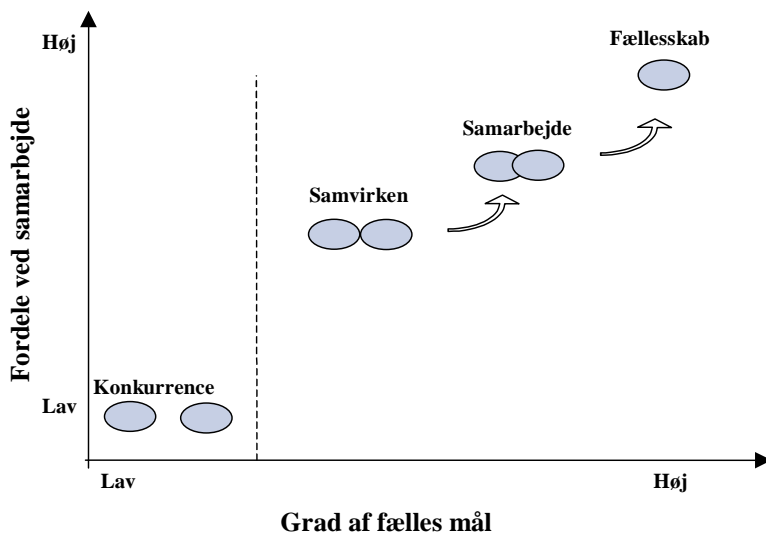 Høj
Fællesskab
Samarbejde
Samvirken
Fordele ved samarbejde
Konkurrence
Lav
Lav
Høj
Grad af fælles mål